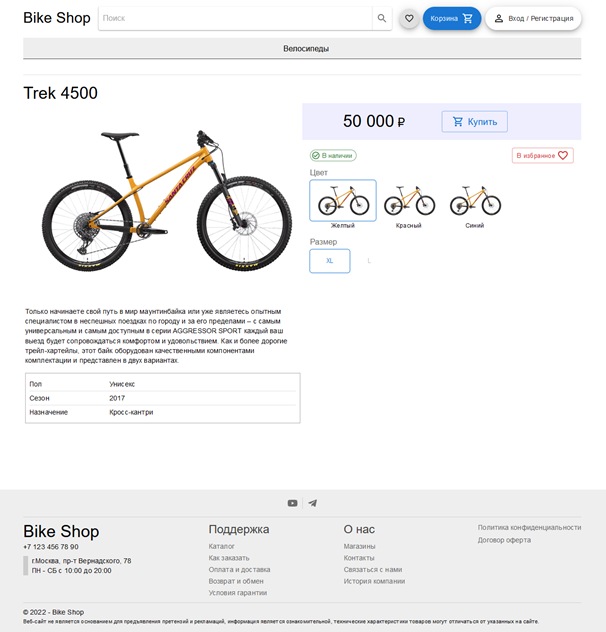 Bike Shop
Поиск
Корзина
Вход / Регистрация
Велосипеды
Trek 4500
50 000 ₽
Купить
В наличии
В избранное
Цвет
Желтый
Красный
Синий
Размер
XL
L
SANTA CRUZ
Только начинаете свой путь в мир маунтинбайка или уже являетесь опытным
специалистом в неспешных поездках по городу и за его пределами – с самым
универсальным и самым доступным в серии AGGRESSOR SPORT каждый ваш
выезд будет сопровождаться комфортом и удовольствием. Как и более дорогие
трейл-хартейлы, этот байк оборудован качественными компонентами
комплектации и представлен в двух вариантах.
Пол Унисекс
Сезон 2017
Назначение Кросс-кантри
Bike Shop
+7 123 456 78 90
г.Москва, пр-т Вернадского, 78
ПН - СБ с 10:00 до 20:00
Поддержка
Каталог
Как заказать
Оплата и доставка
Возврат и обмен
Условия гарантии
О нас
Магазины
Контакты
Связаться с нами
История компании
Политика конфиденциальности
Договор оферта
© 2022 - Bike Shop
Веб-сайт не является основанием для предъявления претензий и рекламаций, информация является ознакомительной, технические характеристики товаров могут отличаться от указанных на сайте.